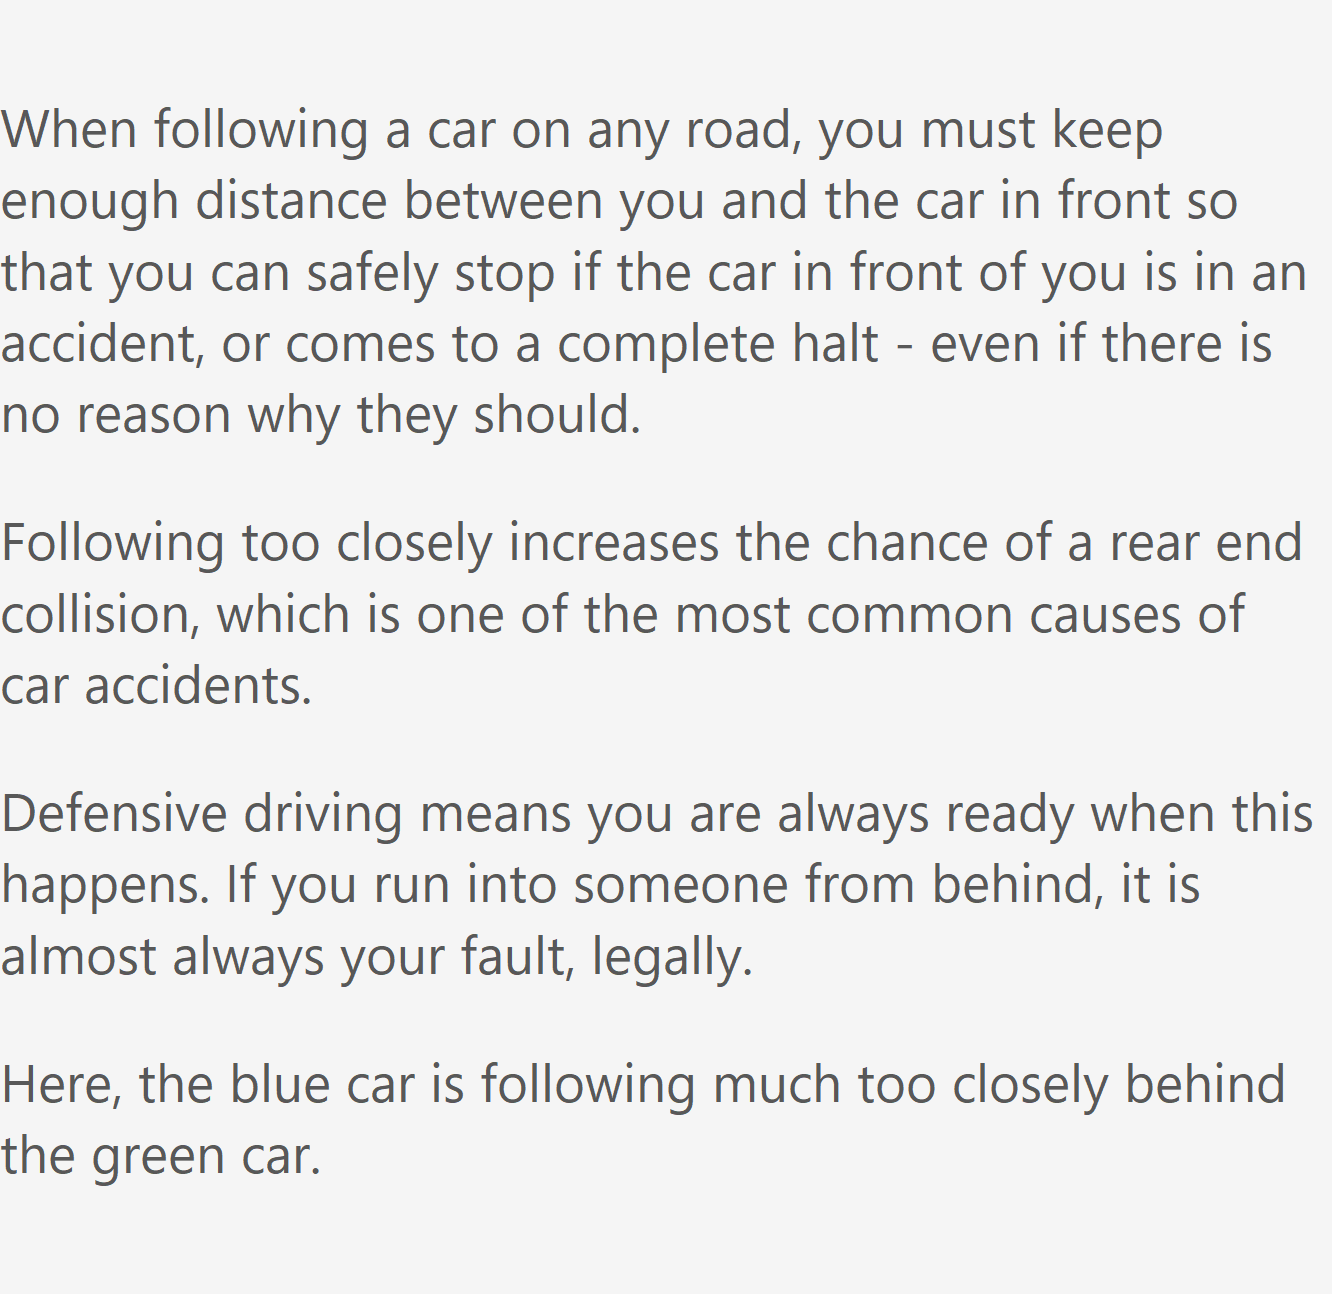 When following a car on any road, you must keep
enough distance between you and the car in front so
that you can safely stop if the car in front of you is in an
accident, or comes to a complete halt - even if there is
no reason why they should.
Following too closely increases the chance of a rear end
collision, which is one of the most common causes of
car accidents.
Defensive driving means you are always ready when this
happens. If you run into someone from behind, it is
almost always your fault, legally.
Here, the blue car is following much too closely behind
the green car.